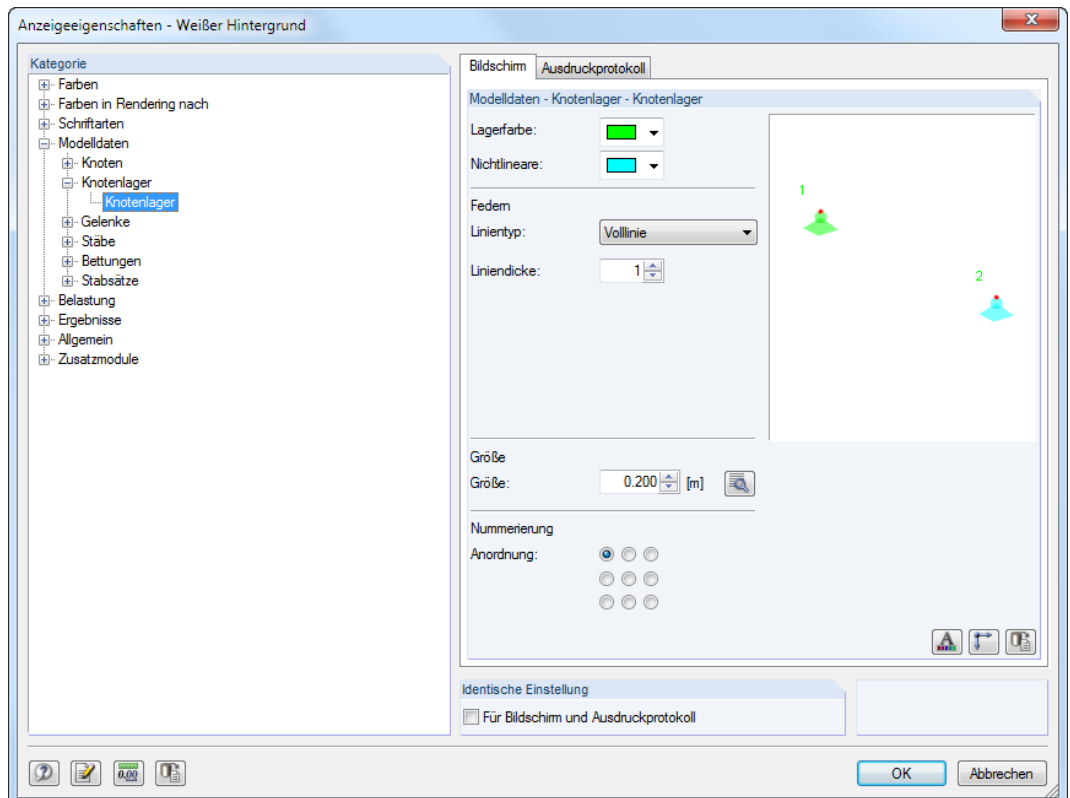 Anzeigeeigenschaften - Weißer Hintergrund
Kategorie
Farben
Farben in Rendering nach
Schriftarten
Modelldaten
Knoten
Knotenlager
Knotenlager
Gelenke
Stäbe
Bettungen
Stabsätze
Belastung
Ergebnisse
Allgemein
Zusatzmodule
Bildschirm Ausdruckprotokoll
Modelldaten - Knotenlager - Knotenlager
Lagerfarbe:
Nichtlineare:
Federn
Linientyp: Volllinie
Liniendicke: 1
1
2
Größe
Größe: 0.200 [m]
Nummerierung
Anordnung:
A
Identische Einstellung
Für Bildschirm und Ausdruckprotokoll
? 0.00 OK Abbrechen